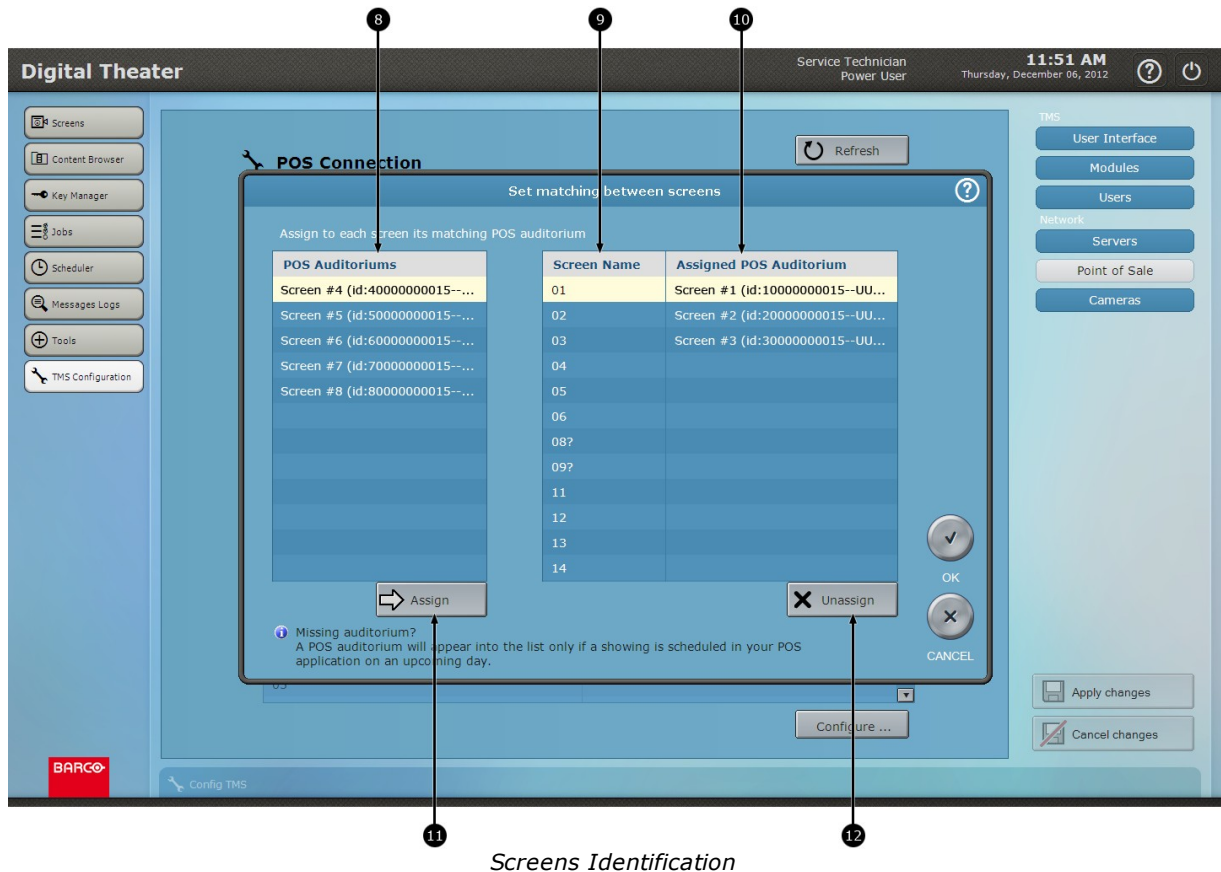 8 9 10
Digital Theater
Service Technician
Power User
11:51 AM
Thursday, December 06, 2012
?
Screens
Content Browser
Key Manager
Jobs
Scheduler
Messages Logs
Tools
TMS Configuration
POS Connection
Refresh
Set matching between screens
?
Assign to each screen its matching POS auditorium
POS Auditoriums
Screen #4 (id:40000000015--...
Screen #5 (id:50000000015--...
Screen #6 (id:60000000015--...
Screen #7 (id:70000000015--...
Screen #8 (id:80000000015--...
Screen Name Assigned POS Auditorium
01 Screen #1 (id:10000000015--UU...
02 Screen #2 (id:20000000015--UU...
03 Screen #3 (id:30000000015--UU...
04
05
06
08?
09?
11
12
13
14
Assign
Unassign
OK
CANCEL
Missing auditorium?
A POS auditorium will appear into the list only if a showing is scheduled in your POS
application on an upcoming day.
Configure ...
TMS
User Interface
Modules
Users
Network
Servers
Point of Sale
Cameras
Apply changes
Cancel changes
BARCO
Config TMS
11 12
Screens Identification